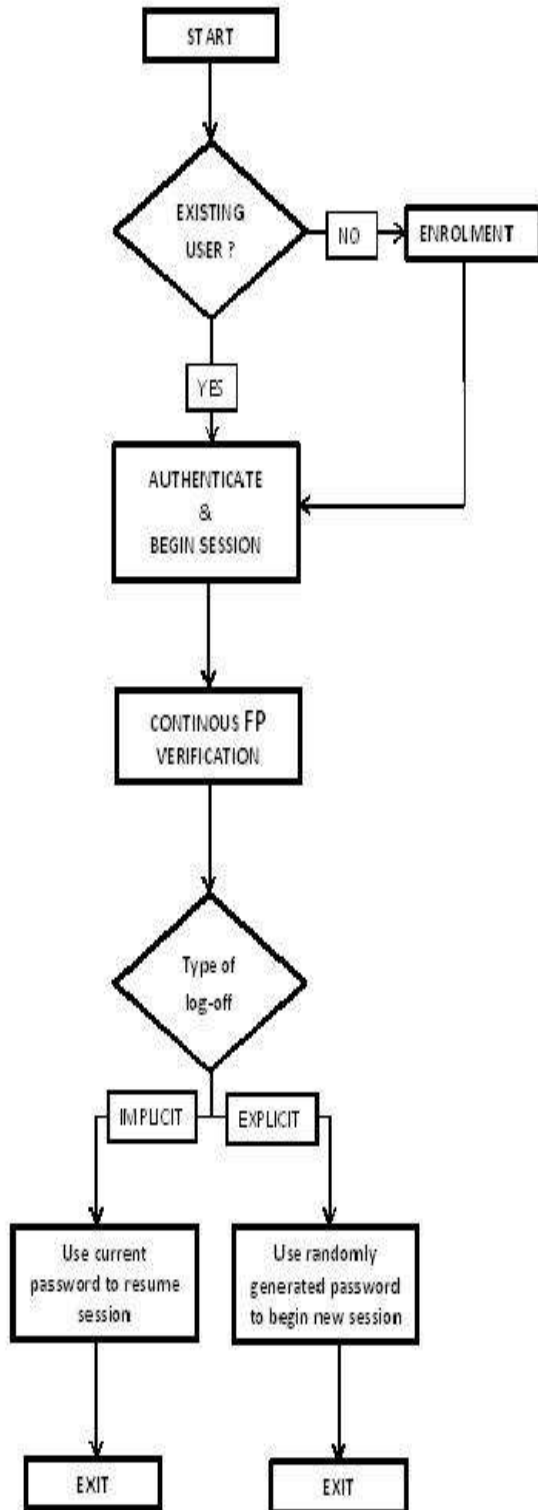 START
EXISTING
USER ?
NO
ENROLMENT
YES
AUTHENTICATE
&
BEGIN SESSION
CONTINOUS FP
VERIFICATION
Type of
log-off
IMPLICIT
EXPLICIT
Use current
password to resume
session
Use randomly
generated password
to begin new session
EXIT
EXIT